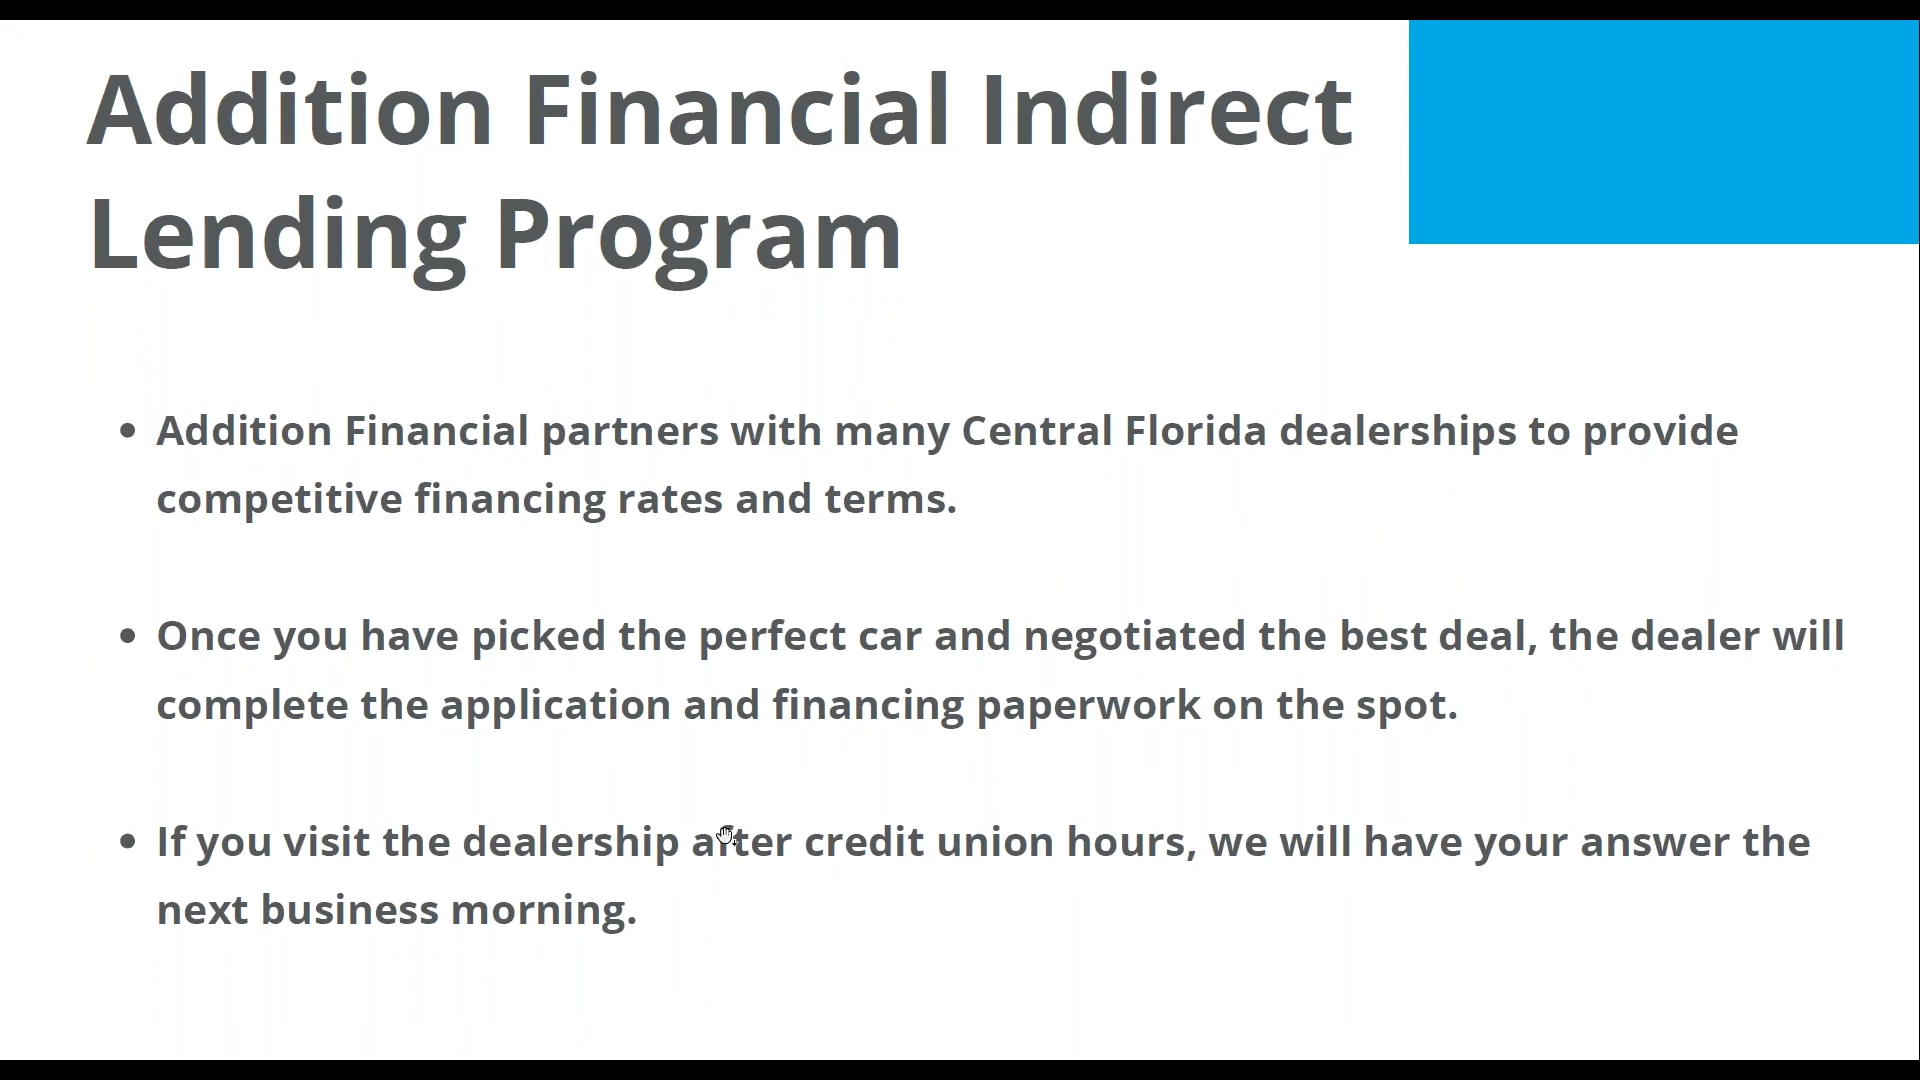 Addition Financial Indirect
Lending Program
• Addition Financial partners with many Central Florida dealerships to provide
competitive financing rates and terms.
• Once you have picked the perfect car and negotiated the best deal, the dealer will
complete the application and financing paperwork on the spot.
• If you visit the dealership after credit union hours, we will have your answer the
next business morning.